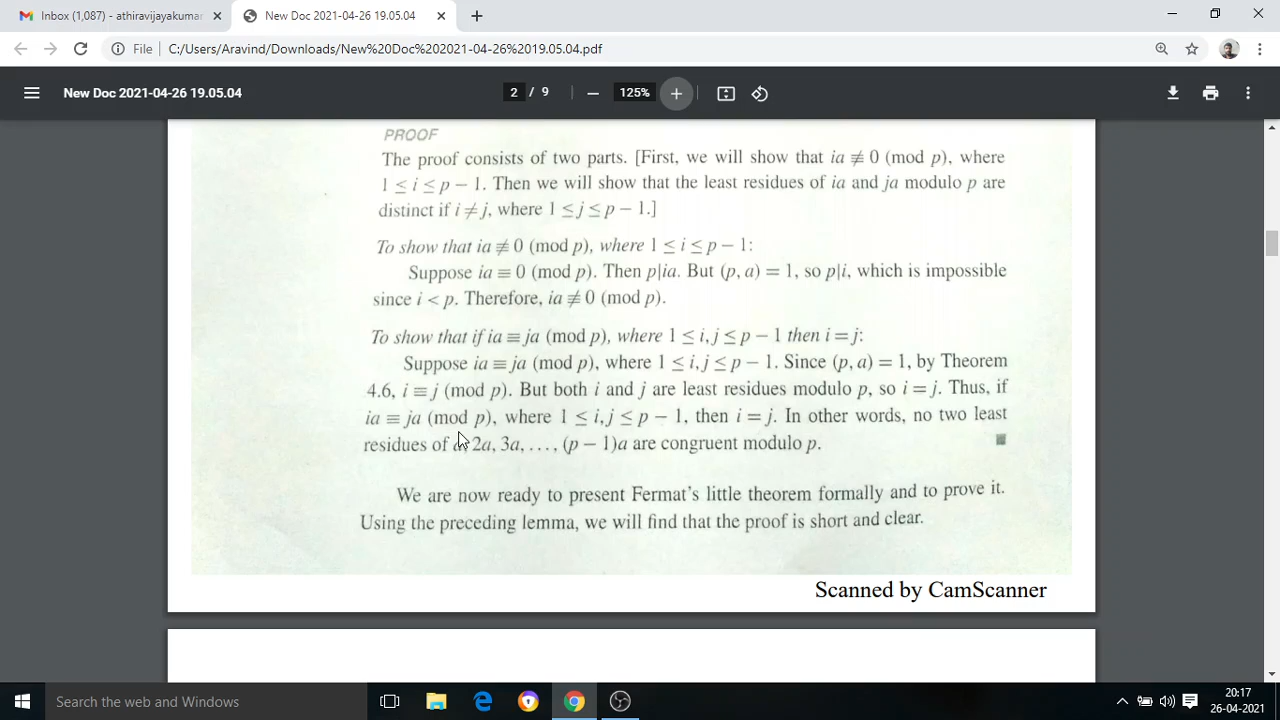 Inbox (1,087) - athiravijayakumar
New Doc 2021-04-26 19.05.04
File
C:/Users/Aravind/Downloads/New%20Doc%202021-04-26%2019.05.04.pdf
New Doc 2021-04-26 19.05.04
2 / 9
125%
PROOF
The proof consists of two parts. [First, we will show that ia ≢ 0 (mod p), where
1 ≤ i ≤ p − 1. Then we will show that the least residues of ia and ja modulo p are
distinct if i ≠ j, where 1 ≤ j ≤ p − 1.]
To show that ia ≢ 0 (mod p), where 1 ≤ i ≤ p − 1:
Suppose ia ≡ 0 (mod p). Then p|ia. But (p, a) = 1, so p|i, which is impossible
since i < p. Therefore, ia ≢ 0 (mod p).
To show that if ia ≡ ja (mod p), where 1 ≤ i, j ≤ p − 1 then i = j:
Suppose ia ≡ ja (mod p), where 1 ≤ i, j ≤ p − 1. Since (p, a) = 1, by Theorem
4.6, i ≡ j (mod p). But both i and j are least residues modulo p, so i = j. Thus, if
ia ≡ ja (mod p), where 1 ≤ i, j ≤ p − 1, then i = j. In other words, no two least
residues of a, 2a, 3a, . . . , (p − 1)a are congruent modulo p.
We are now ready to present Fermat's little theorem formally and to prove it.
Using the preceding lemma, we will find that the proof is short and clear.
Scanned by CamScanner
Search the web and Windows
20:17
26-04-2021